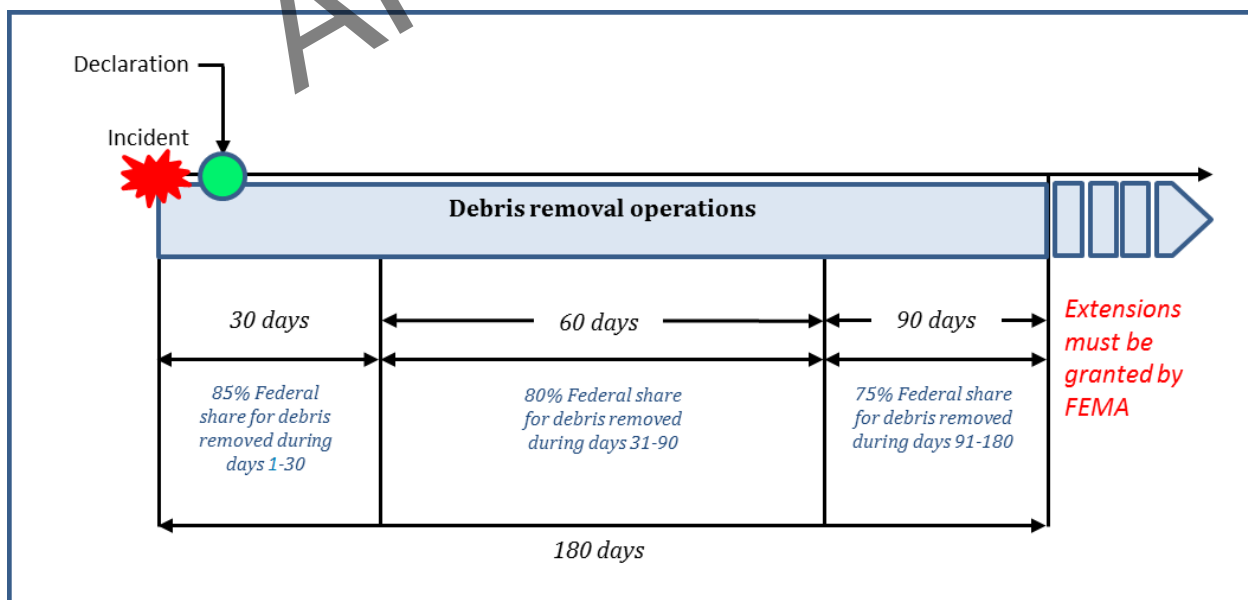 Declaration
Incident
Debris removal operations
30 days
60 days
90 days
85% Federal
share for debris
removed during
days 1-30
80% Federal share
for debris removed
during days 31-90
75% Federal share
for debris removed
during days 91-180
Extensions
must be
granted by
FEMA
180 days